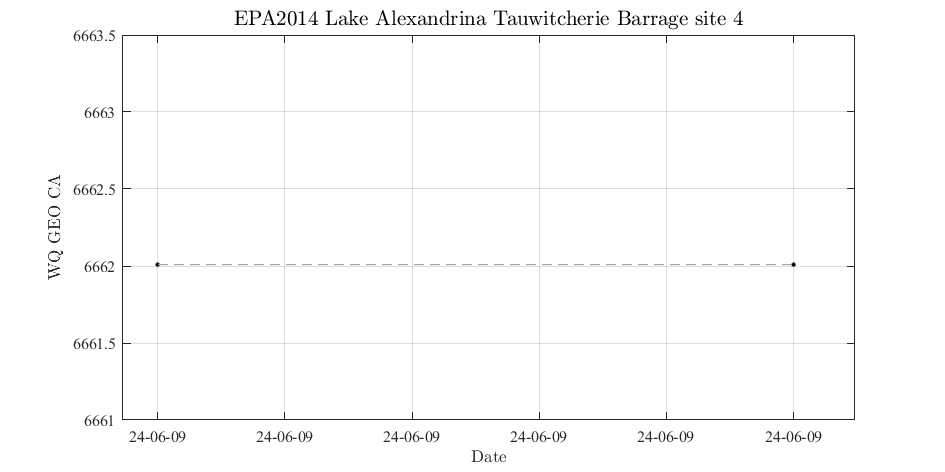 EPA2014 Lake Alexandrina Tauwitcherie Barrage site 4
6663.5
6663
6662.5
6662
6661.5
6661
WQ GEO CA
24-06-09 24-06-09 24-06-09 24-06-09 24-06-09 24-06-09
Date